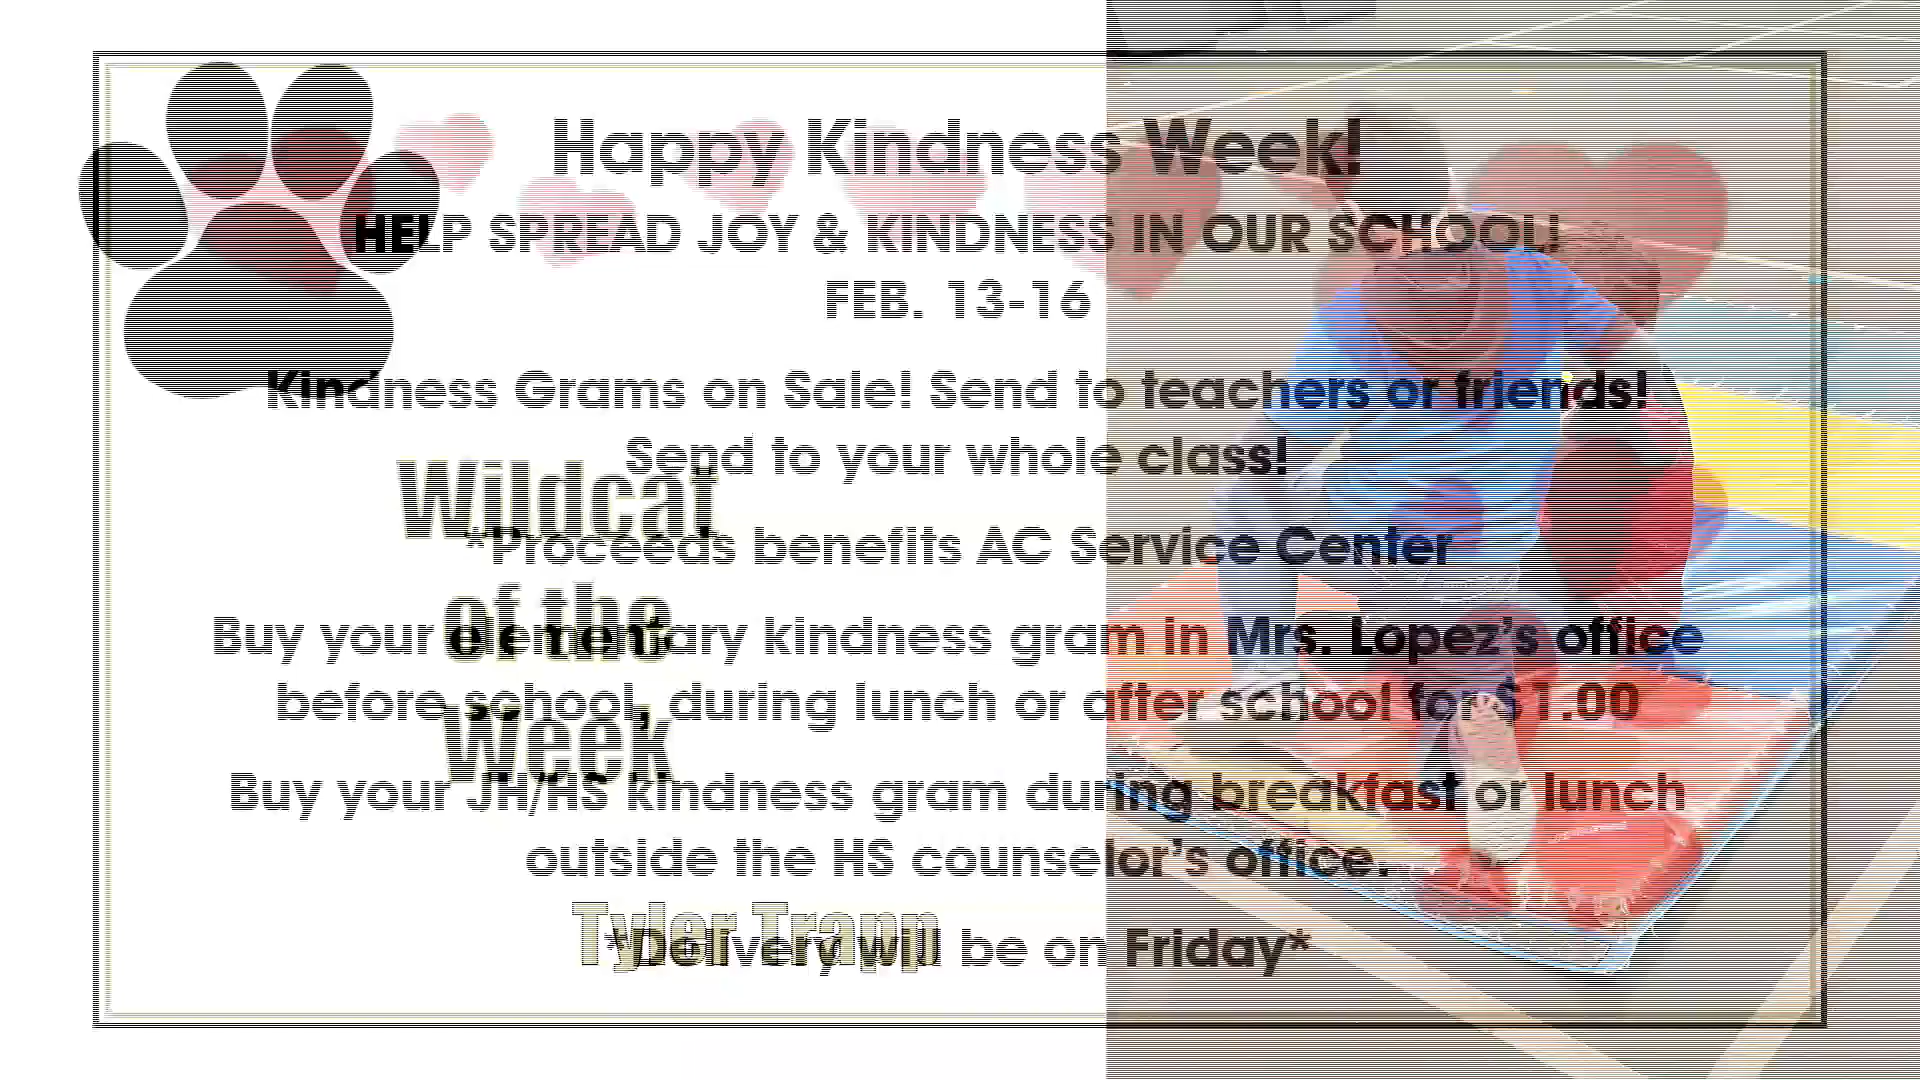 Happy Kindness Week!
HELP SPREAD JOY & KINDNESS IN OUR SCHOOL!
FEB. 13-16
Kindness Grams on Sale! Send to teachers or friends!
Send to your whole class!
*Proceeds benefits AC Service Center
Buy your elementary kindness gram in Mrs. Lopez's office
before school, during lunch or after school for $1.00
Buy your JH/HS kindness gram during breakfast or lunch
outside the HS counselor's office.
*Delivery will be on Friday*
Wildcat
of the
Week
Tyler Trapp